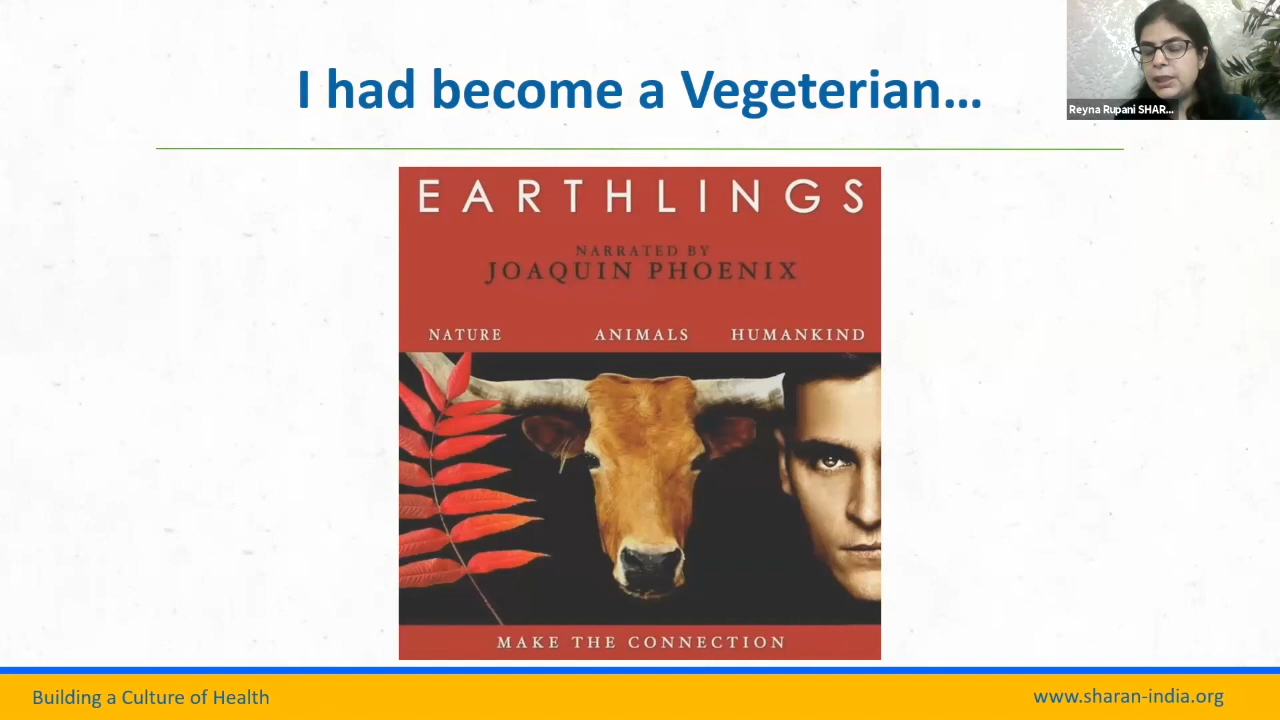 I had become a Vegeterian...
Reyna Rupani SHAR...
EARTHLINGS
NARRATED BY
JOAQUIN PHOENIX
NATURE ANIMALS HUMANKIND
MAKE THE CONNECTION
Building a Culture of Health
www.sharan-india.org